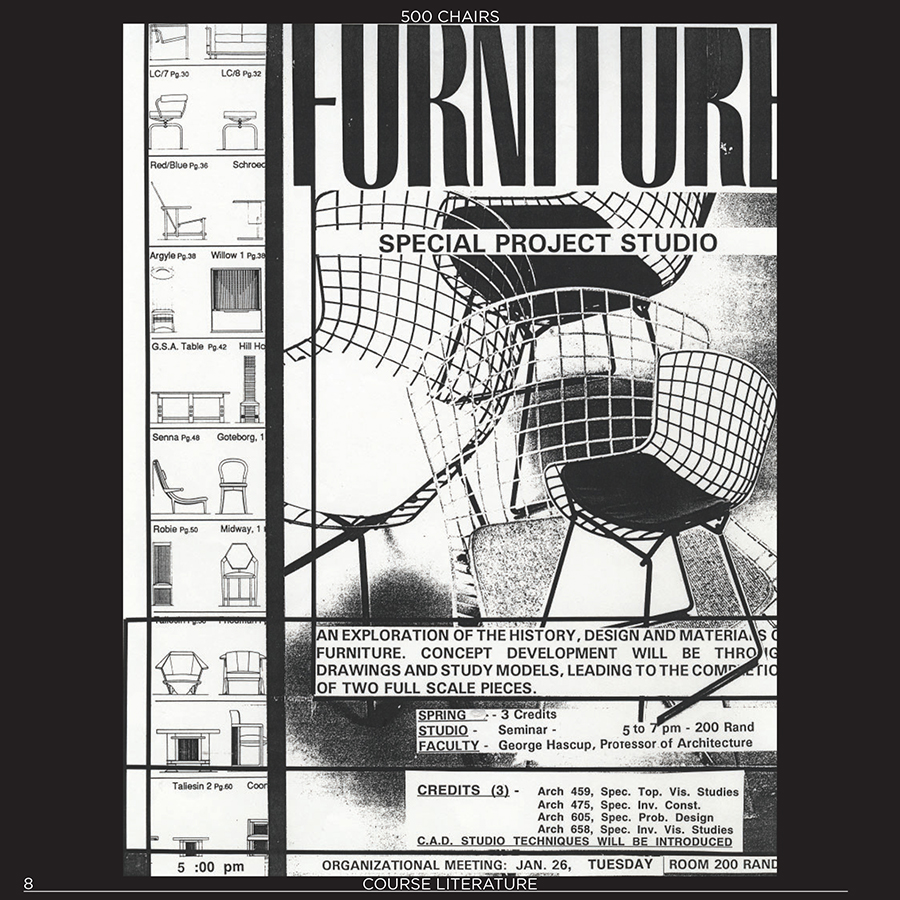 500 CHAIRS
FURNITURE
LC/7 Pg.30 LC/8 Pg.32
Red/Blue Pg.36
Argyle Pg.38 Willow 1 Pg.38
G.S.A. Table Pg.42 Hill
Senna Pg.48 Goteborg, 1
Robie Pg.50 Midway, 1
Taliesin 2 Pg.60
5 :00 pm
SPECIAL PROJECT STUDIO
AN EXPLORATION OF THE HISTORY, DESIGN AND MATERIALS
FURNITURE. CONCEPT DEVELOPMENT WILL BE
DRAWINGS AND STUDY MODELS, LEADING TO THE
OF TWO FULL SCALE PIECES.
SPRING - 3 Credits
STUDIO - Seminar - 5 to 7 pm - 200 Rand
FACULTY - George Hascup, Professor of Architecture
CREDITS (3) - Arch 459, Spec. Top. Vis. Studies
Arch 475, Spec. Inv. Const.
Arch 605, Spec. Prob. Design
Arch 658, Spec. Inv. Vis. Studies
C.A.D. STUDIO TECHNIQUES WILL BE INTRODUCED
ORGANIZATIONAL MEETING: JAN. 26, TUESDAY ROOM 200 RAND
8
COURSE LITERATURE